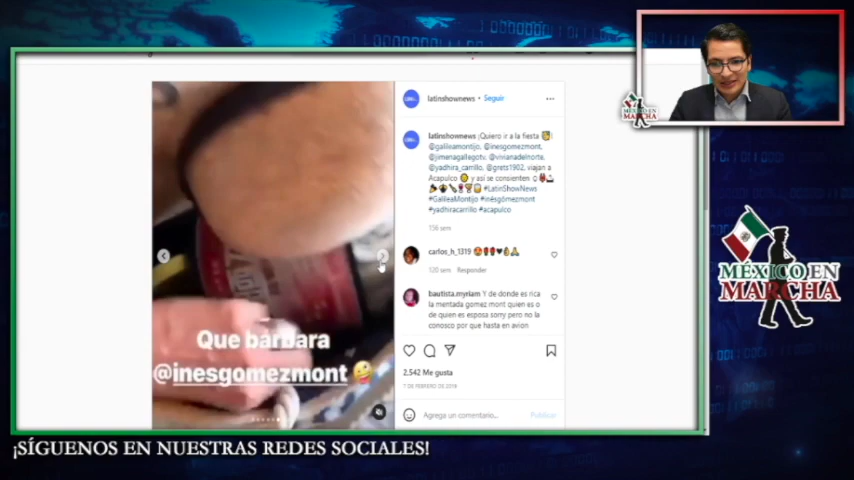 latinshownews • Seguir
latinshownews ¡Quiero ir a la fiesta
@galileamontijo, @inesgomezmont,
@jimenagallegotv, @vivianadelnorte,
@yadhira_carrillo, @grets1902, viajan a
Acapulco y así se consienten
#LatinShowNews
#GalileaMontijo #inésgómezmont
#yadhiracarrillo #acapulco
156 sem
carlos_h_1319
120 sem Responder
bautista.myriam Y de donde es rica
la mentada gomez mont quien es o
de quien es esposa sorry pero no la
conosco por que hasta en avion
2,542 Me gusta
7 DE FEBRERO DE 2019
Agrega un comentario... Publicar
Que bárbara
@inesgomezmont
MÉXICO EN
MARCHA
MÉXICO EN
MARCHA
¡SÍGUENOS EN NUESTRAS REDES SOCIALES!